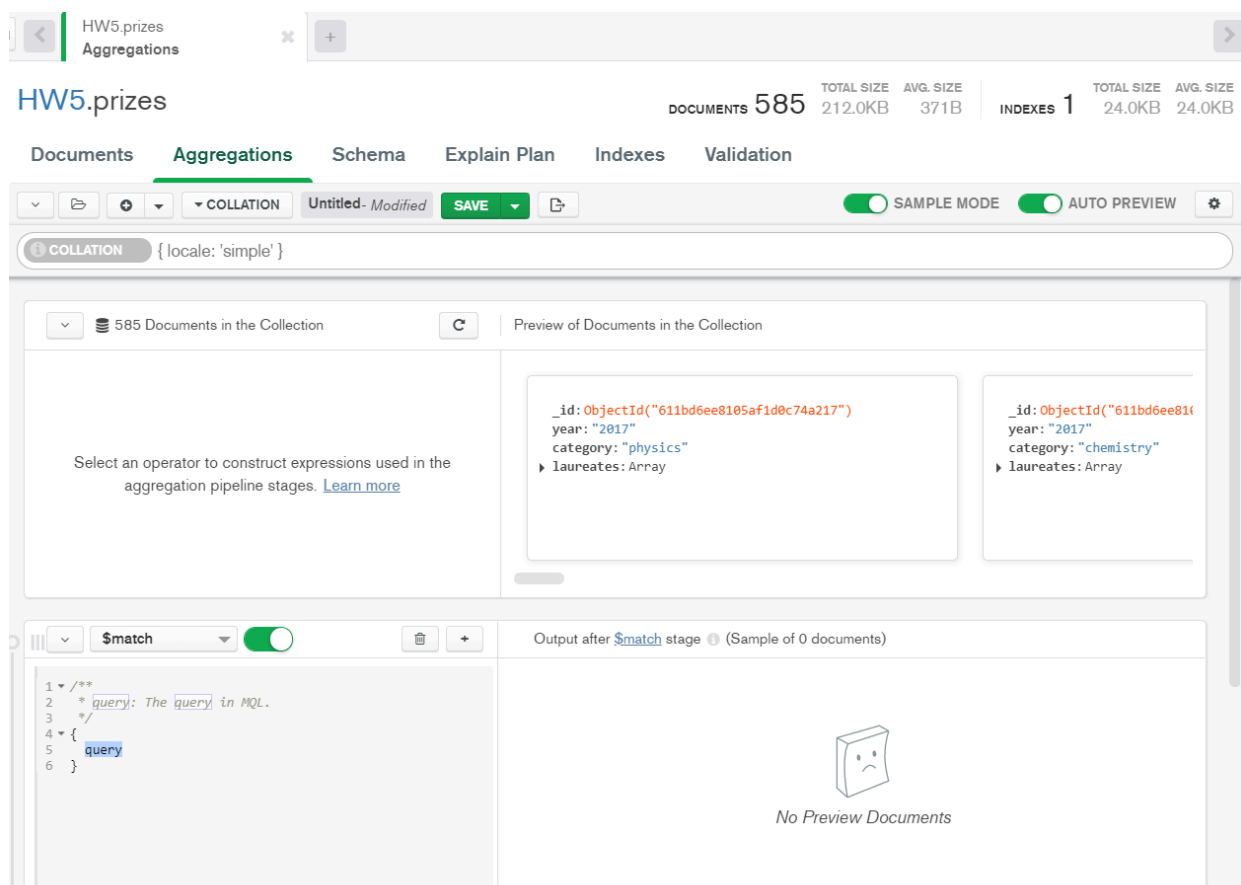 HW5.prizes
Aggregations
HW5.prizes
DOCUMENTS 585 TOTAL SIZE 212.0KB AVG. SIZE 371B INDEXES 1 TOTAL SIZE 24.0KB AVG. SIZE 24.0KB
Documents Aggregations Schema Explain Plan Indexes Validation
COLLATION Untitled- Modified SAVE SAMPLE MODE AUTO PREVIEW
COLLATION { locale: 'simple' }
585 Documents in the Collection Preview of Documents in the Collection
_id:ObjectId("611bd6ee8105af1d0c74a217")
year:"2017"
category:"physics"
laureates:Array
_id:ObjectId("611bd6ee810
year:"2017"
category:"chemistry"
laureates:Array
Select an operator to construct expressions used in the
aggregation pipeline stages. Learn more
$match Output after $match stage (Sample of 0 documents)
1 /**
2 * query: The query in MQL.
3 */
4 {
5 query
6 }
No Preview Documents